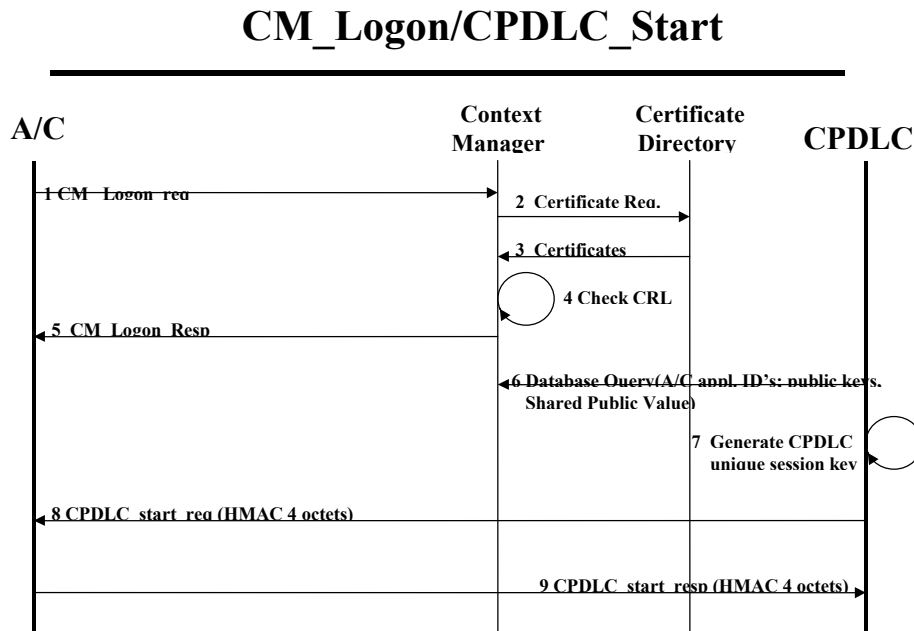 CM_Logon/CPDLC_Start
A/C
Context
Manager
Certificate
Directory
CPDLC
1 CM_ Logon_req
2 Certificate Req.
3 Certificates
4 Check CRL
5 CM_Logon_Resp
6 Database Query(A/C appl. ID's: public keys,
Shared Public Value)
7 Generate CPDLC
unique session key
8 CPDLC_start_req (HMAC 4 octets)
9 CPDLC_start_resp (HMAC 4 octets)